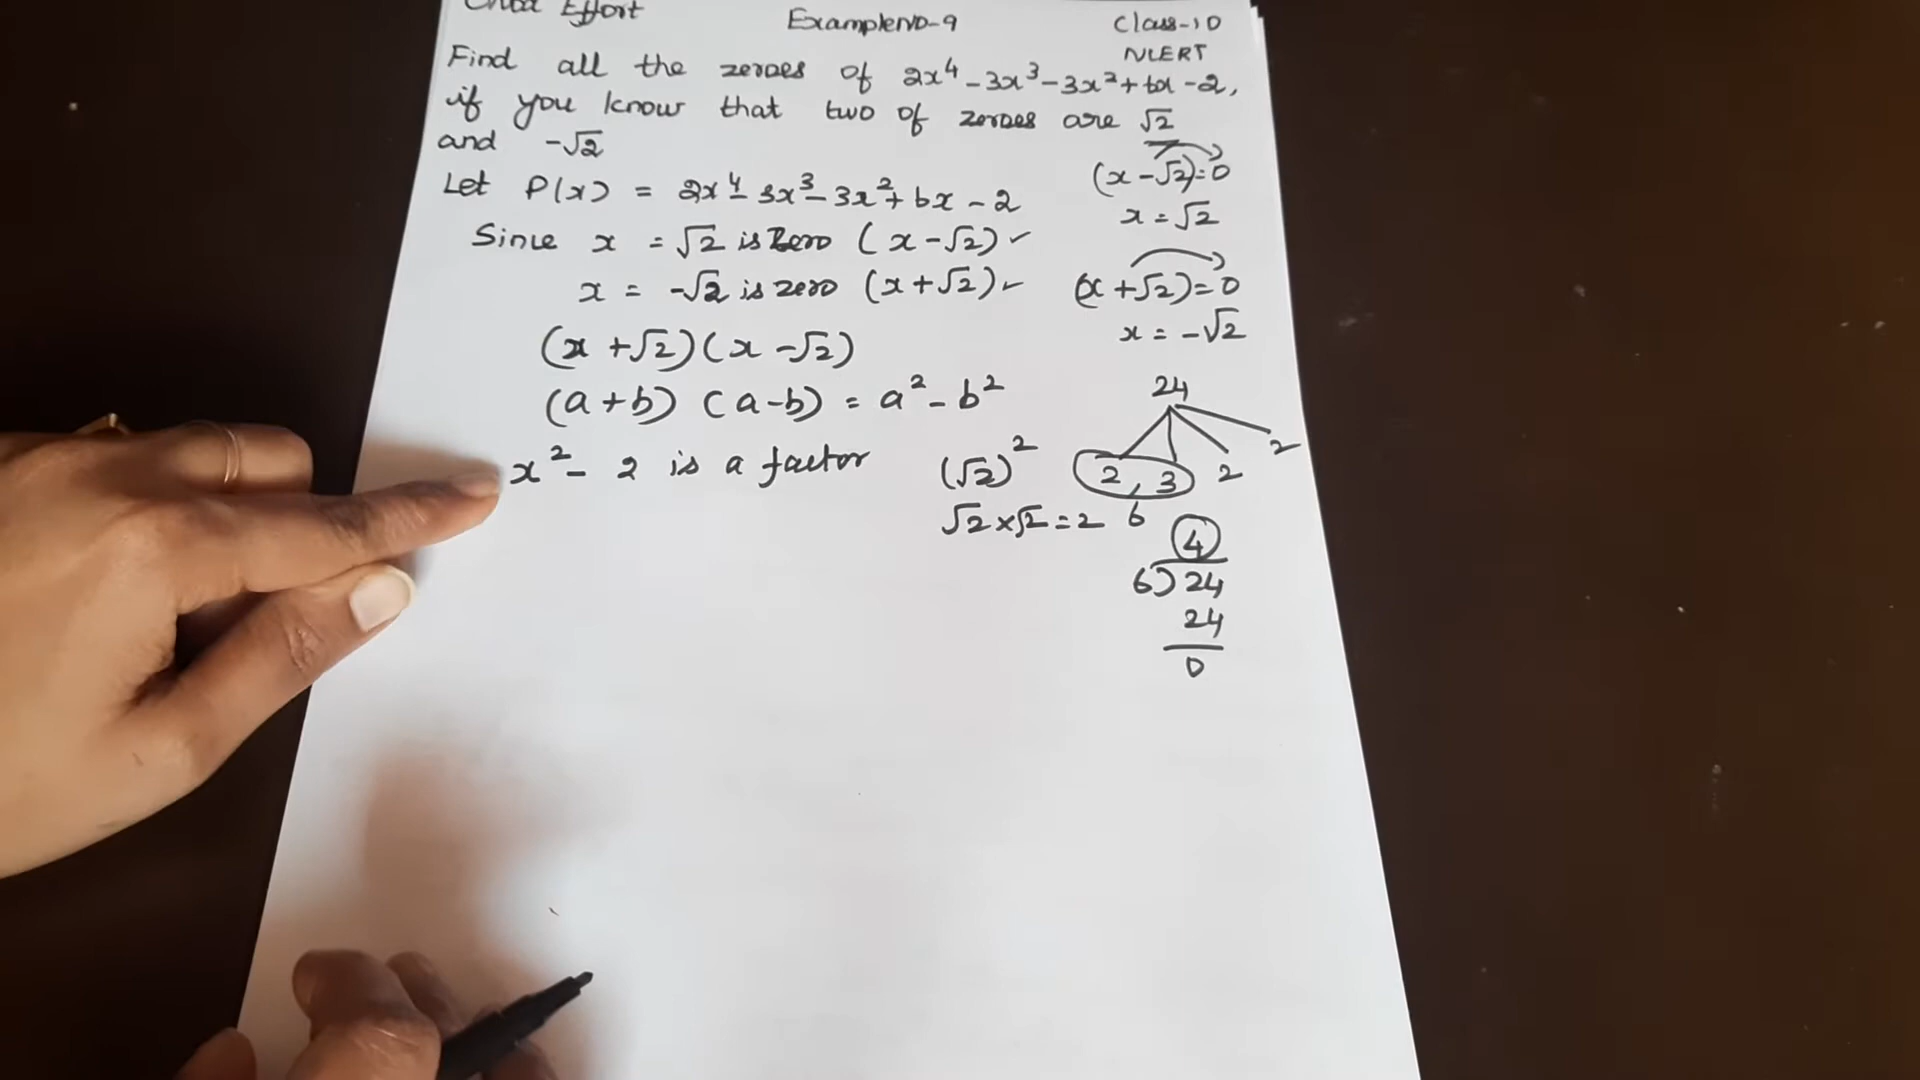 Effort Example NO-9 Class-10
NCERT
Find all the zeroes of 2x⁴ - 3x³ - 3x² + 6x - 2,
if you know that two of zeroes are √2
and -√2
Let P(x) = 2x⁴ - 3x³ - 3x² + 6x - 2
(x - √2) = 0
x = √2
Since x = √2 is Zero (x - √2) ✓
x = -√2 is zero (x + √2) ✓
(x + √2) = 0
x = -√2
(x + √2)(x - √2)
(a + b) (a - b) = a² - b²
x² - 2 is a factor
(√2)²
√2 × √2 = 2
24
2, 3 2 2
6
4
6)24
24
0